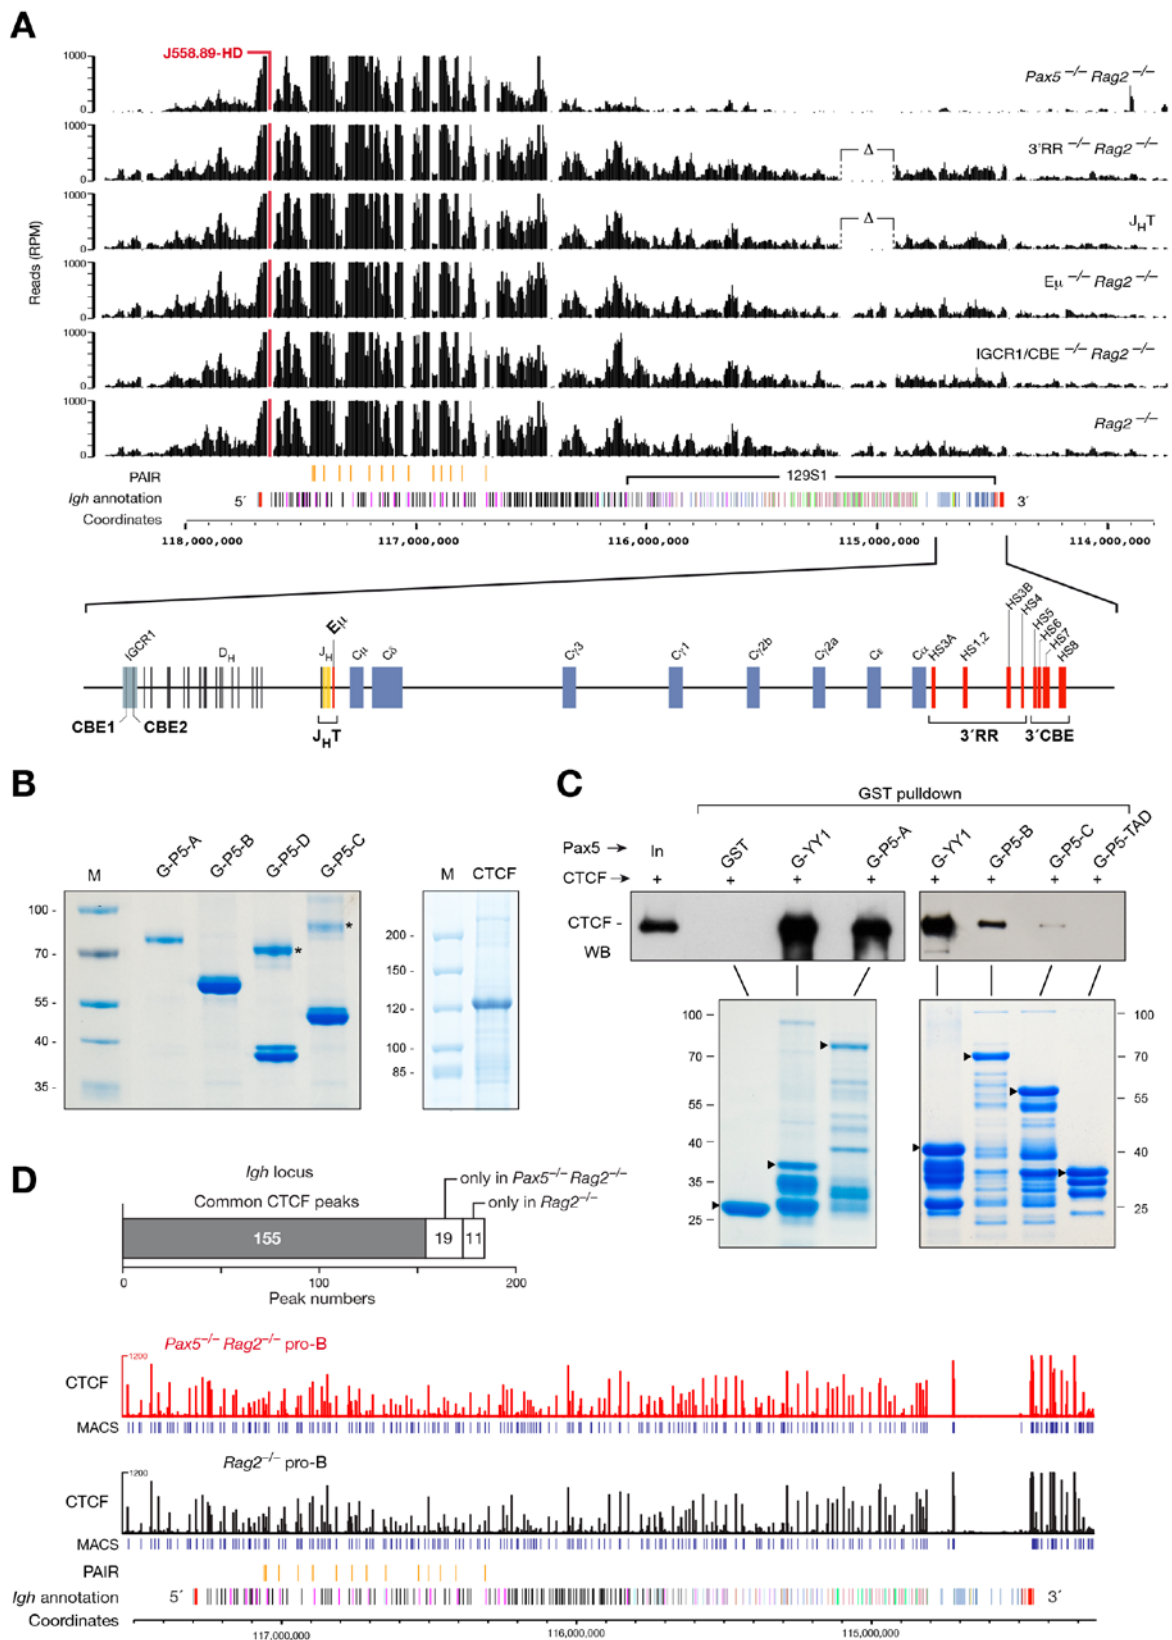 A
J558.89-HD
1000
0
Pax5 −/− Rag2 −/−
1000
0
Δ
3′RR −/− Rag2 −/−
1000
0
Δ
JHT
1000
0
Eμ −/− Rag2 −/−
1000
0
IGCR1/CBE −/− Rag2 −/−
1000
0
Rag2 −/−
Reads (RPM)
PAIR
129S1
Igh annotation 5′ 3′
Coordinates
118,000,000 117,000,000 116,000,000 115,000,000 114,000,000
IGCR1 DH JH Eμ Cμ Cδ Cγ3 Cγ1 Cγ2b Cγ2a Cε Cα HS3A HS1,2 HS3B HS4 HS5 HS6 HS7 HS8
CBE1 CBE2 JHT 3′RR 3′CBE
B
M G-P5-A G-P5-B G-P5-D G-P5-C
100 -
70 -
55 -
40 -
35 -
*
*
M CTCF
200 -
150 -
120 -
100 -
85 -
C
GST pulldown
Pax5 → In GST G-YY1 G-P5-A G-YY1 G-P5-B G-P5-C G-P5-TAD
CTCF → + + + + + + + +
CTCF -
WB
100 –
70 –
55 –
40 –
35 –
25 –
– 100
– 70
– 55
– 40
– 25
D
Igh locus
Common CTCF peaks
only in Pax5−/− Rag2−/−
only in Rag2−/−
155 19 11
0 100 200
Peak numbers
Pax5−/− Rag2−/− pro-B
1200
CTCF
MACS
Rag2−/− pro-B
1200
CTCF
MACS
PAIR
Igh annotation 5′ 3′
Coordinates
117,000,000 116,000,000 115,000,000